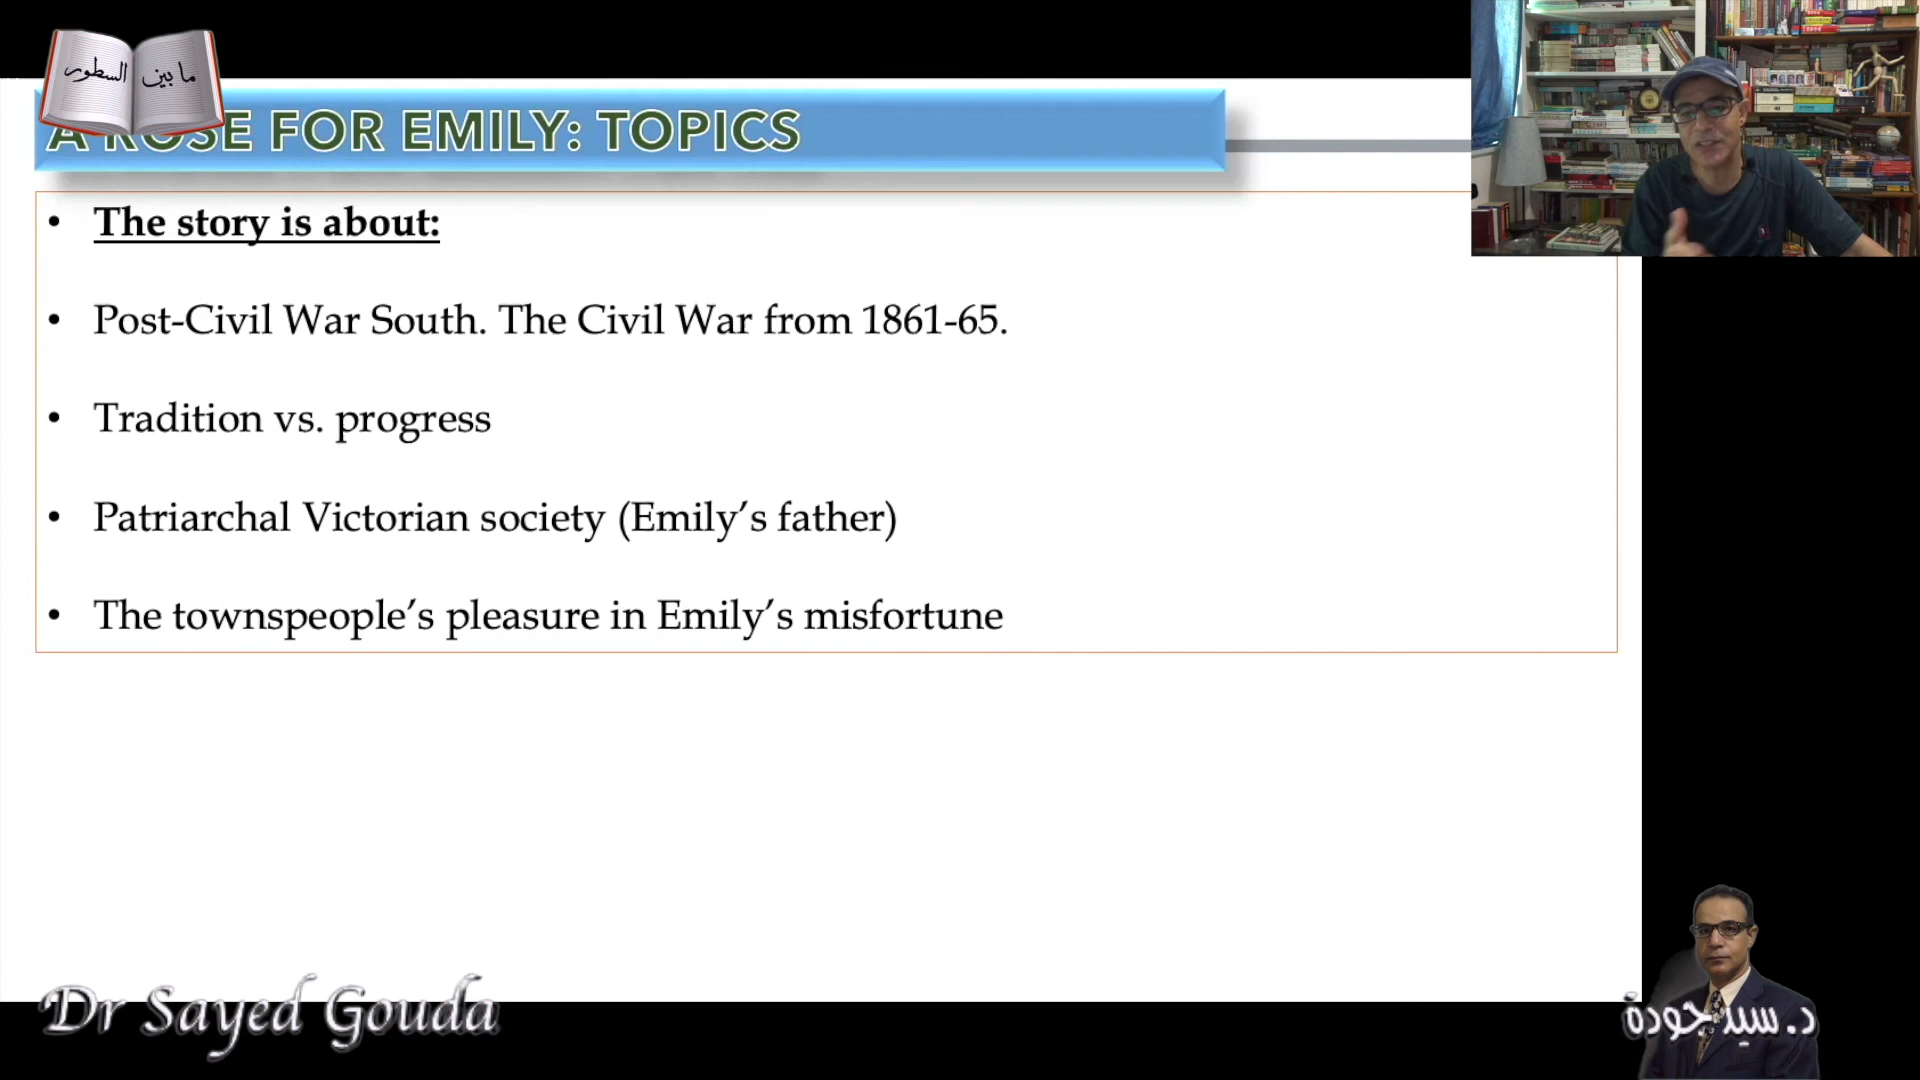 ما بين السطور
A ROSE FOR EMILY: TOPICS
• The story is about:
• Post-Civil War South. The Civil War from 1861-65.
• Tradition vs. progress
• Patriarchal Victorian society (Emily’s father)
• The townspeople’s pleasure in Emily’s misfortune
Dr Sayed Gouda
د. سيد جودة